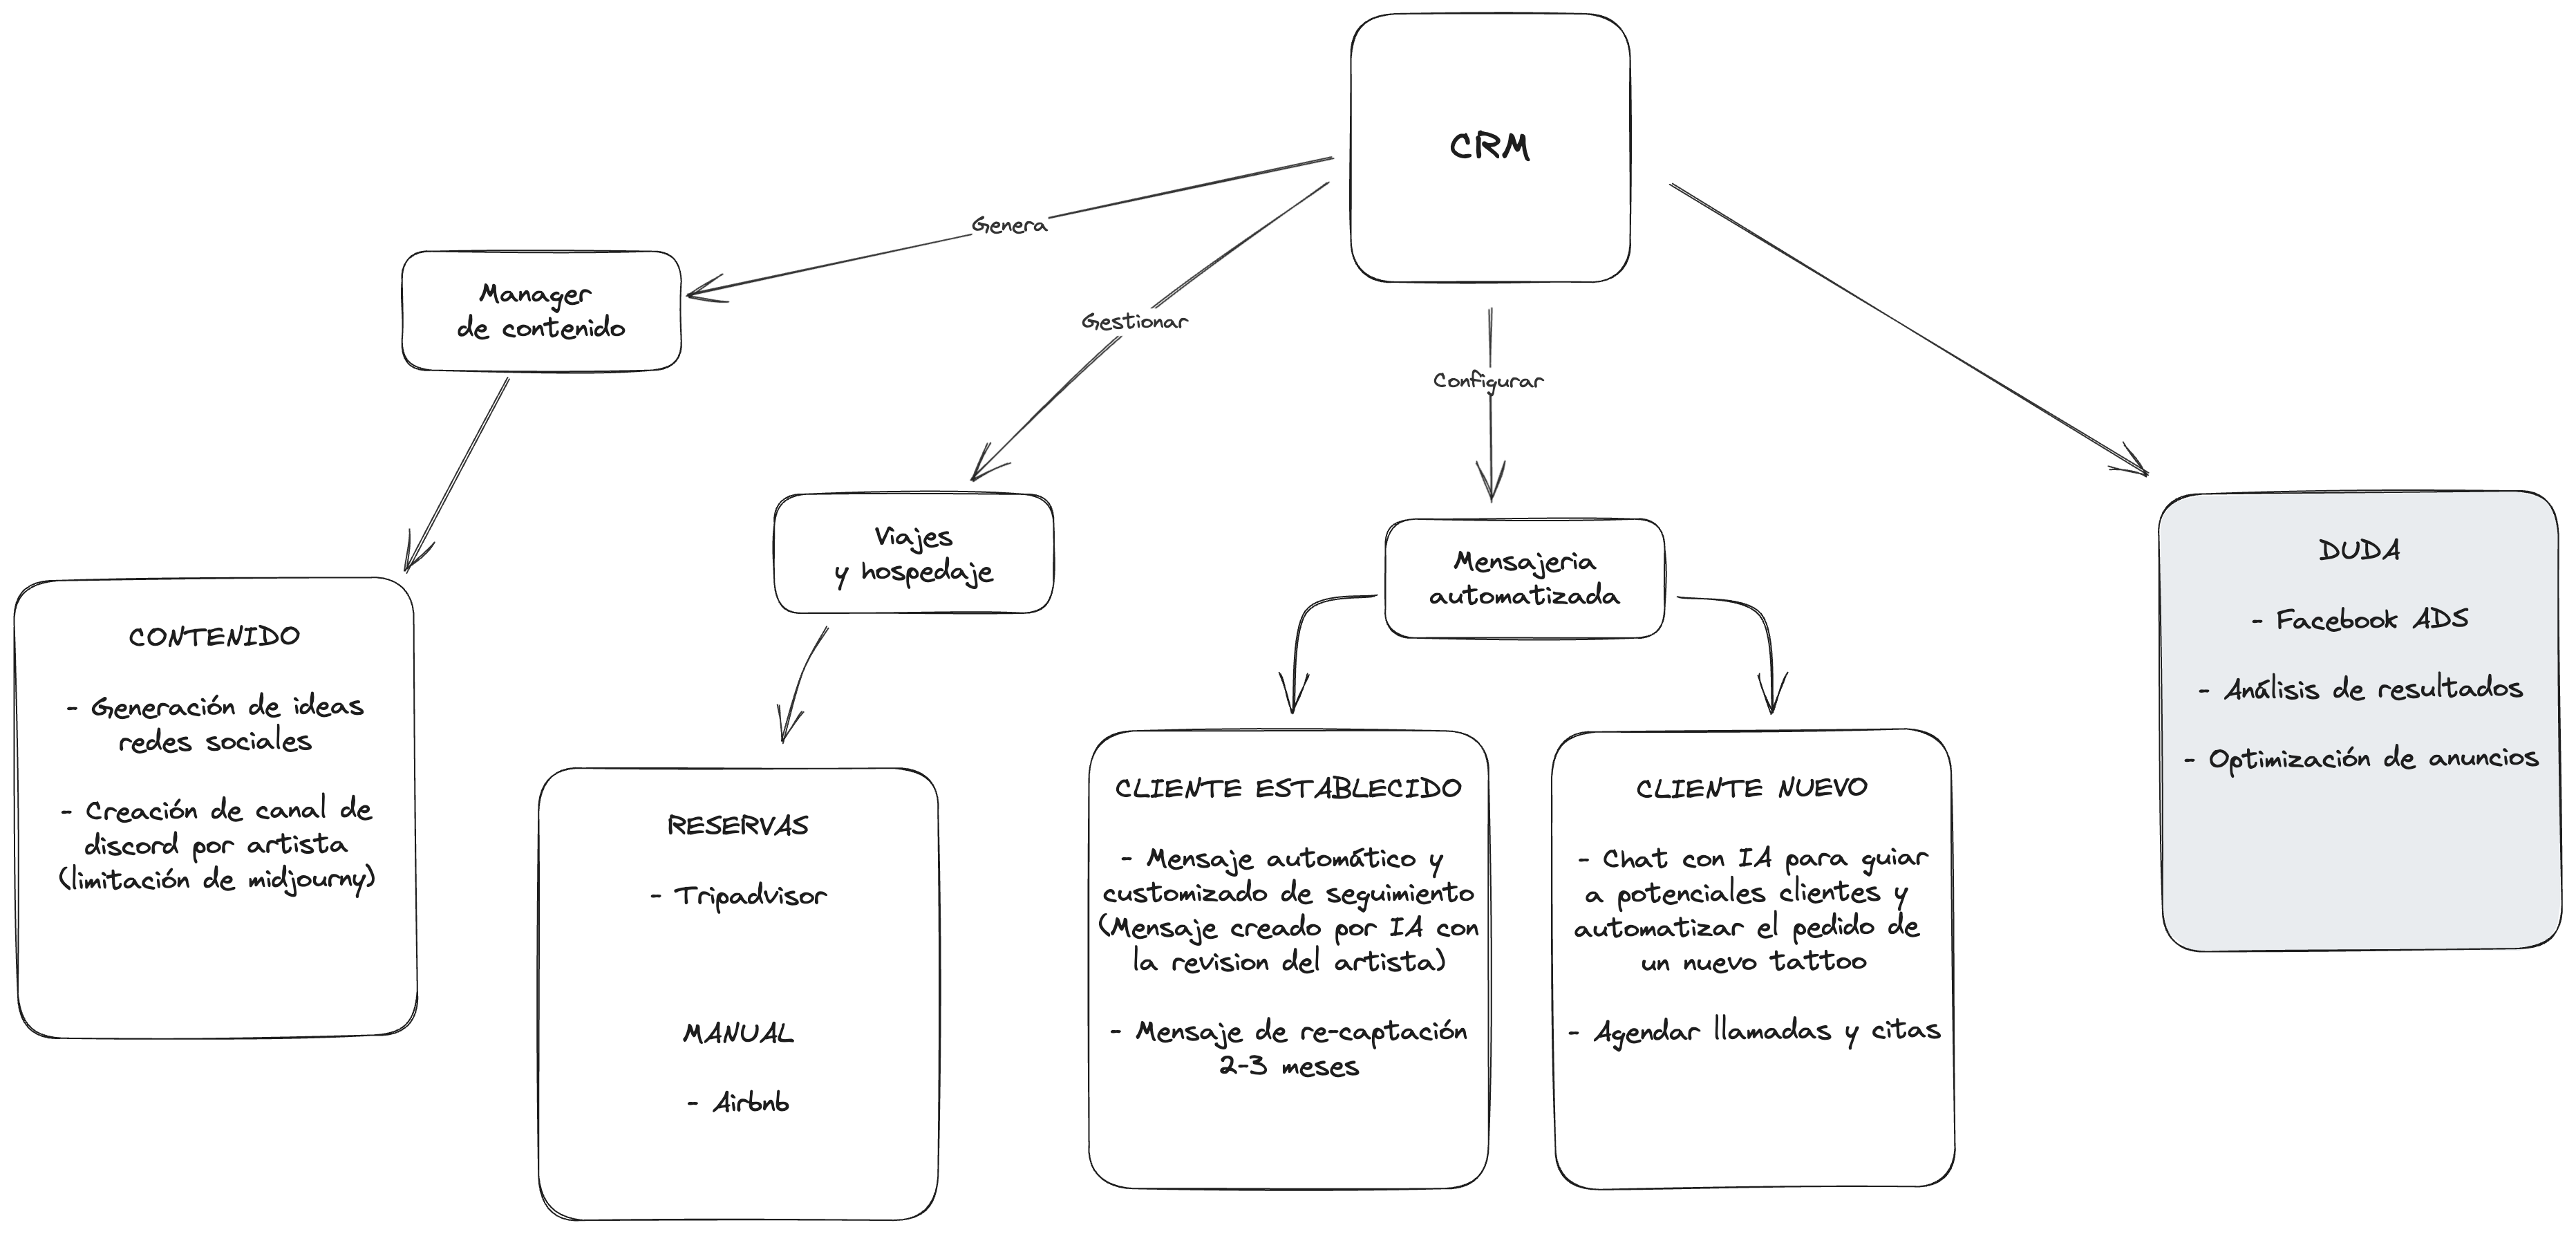 CRM
Genera
Gestionar
Configurar
Manager
de contenido
Viajes
y hospedaje
Mensajeria
automatizada
CONTENIDO
- Generación de ideas
redes sociales
- Creación de canal de
discord por artista
(limitación de midjourny)
RESERVAS
- Tripadvisor
MANUAL
- Airbnb
CLIENTE ESTABLECIDO
- Mensaje automático y
customizado de seguimiento
(Mensaje creado por IA con
la revision del artista)
- Mensaje de re-captación
2-3 meses
CLIENTE NUEVO
- Chat con IA para guiar
a potenciales clientes y
automatizar el pedido de
un nuevo tattoo
- Agendar llamadas y citas
DUDA
- Facebook ADS
- Análisis de resultados
- Optimización de anuncios